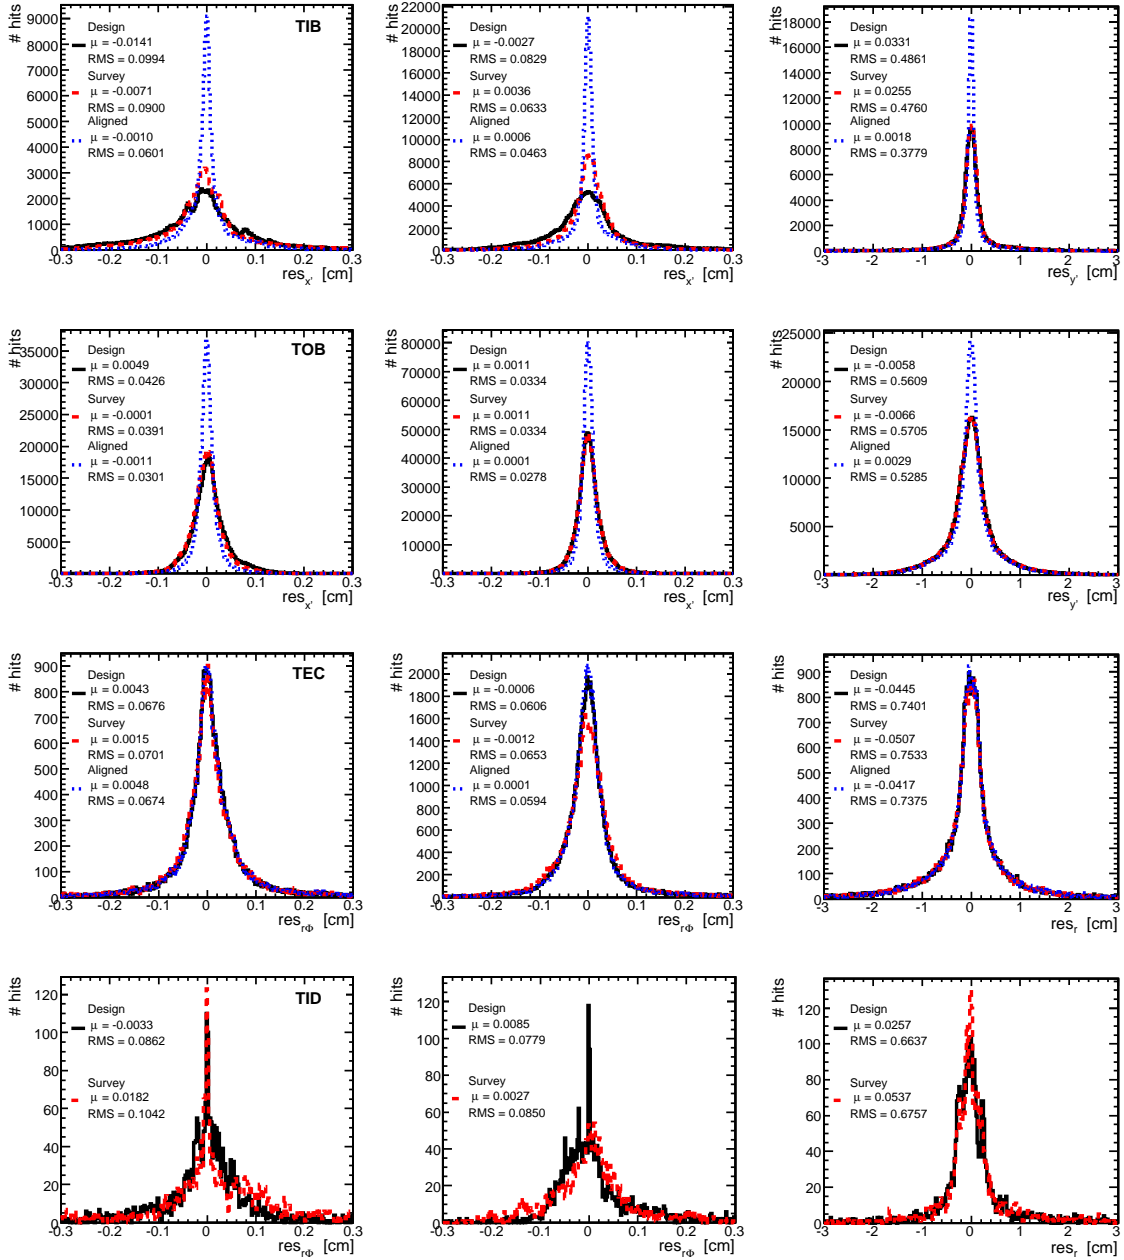 # hits
9000
8000
7000
6000
5000
4000
3000
2000
1000
0
TIB
Design
μ = -0.0141
RMS = 0.0994
Survey
μ = -0.0071
RMS = 0.0900
Aligned
μ = -0.0010
RMS = 0.0601
-0.3 -0.2 -0.1 0 0.1 0.2 0.3
res x' [cm]
# hits
22000
20000
18000
16000
14000
12000
10000
8000
6000
4000
2000
0
Design
μ = -0.0027
RMS = 0.0829
Survey
μ = 0.0036
RMS = 0.0633
Aligned
μ = 0.0006
RMS = 0.0463
-0.3 -0.2 -0.1 0 0.1 0.2 0.3
res x' [cm]
# hits
18000
16000
14000
12000
10000
8000
6000
4000
2000
0
Design
μ = 0.0331
RMS = 0.4861
Survey
μ = 0.0255
RMS = 0.4760
Aligned
μ = 0.0018
RMS = 0.3779
-3 -2 -1 0 1 2 3
res y' [cm]
# hits
35000
30000
25000
20000
15000
10000
5000
0
TOB
Design
μ = 0.0049
RMS = 0.0426
Survey
μ = -0.0001
RMS = 0.0391
Aligned
μ = -0.0011
RMS = 0.0301
-0.3 -0.2 -0.1 0 0.1 0.2 0.3
res x' [cm]
# hits
80000
70000
60000
50000
40000
30000
20000
10000
0
Design
μ = 0.0011
RMS = 0.0334
Survey
μ = 0.0011
RMS = 0.0334
Aligned
μ = 0.0001
RMS = 0.0278
-0.3 -0.2 -0.1 0 0.1 0.2 0.3
res x' [cm]
# hits
25000
20000
15000
10000
5000
0
Design
μ = -0.0058
RMS = 0.5609
Survey
μ = -0.0066
RMS = 0.5705
Aligned
μ = 0.0029
RMS = 0.5285
-3 -2 -1 0 1 2 3
res y' [cm]
# hits
900
800
700
600
500
400
300
200
100
0
TEC
Design
μ = 0.0043
RMS = 0.0676
Survey
μ = 0.0015
RMS = 0.0701
Aligned
μ = 0.0048
RMS = 0.0674
-0.3 -0.2 -0.1 0 0.1 0.2 0.3
res rΦ [cm]
# hits
2000
1800
1600
1400
1200
1000
800
600
400
200
0
Design
μ = -0.0006
RMS = 0.0606
Survey
μ = -0.0012
RMS = 0.0653
Aligned
μ = 0.0001
RMS = 0.0594
-0.3 -0.2 -0.1 0 0.1 0.2 0.3
res rΦ [cm]
# hits
900
800
700
600
500
400
300
200
100
0
Design
μ = -0.0445
RMS = 0.7401
Survey
μ = -0.0507
RMS = 0.7533
Aligned
μ = -0.0417
RMS = 0.7375
-3 -2 -1 0 1 2 3
res r [cm]
# hits
120
100
80
60
40
20
0
TID
Design
μ = -0.0033
RMS = 0.0862
Survey
μ = 0.0182
RMS = 0.1042
-0.3 -0.2 -0.1 0 0.1 0.2 0.3
res rΦ [cm]
# hits
120
100
80
60
40
20
0
Design
μ = 0.0085
RMS = 0.0779
Survey
μ = 0.0027
RMS = 0.0850
-0.3 -0.2 -0.1 0 0.1 0.2 0.3
res rΦ [cm]
# hits
120
100
80
60
40
20
0
Design
μ = 0.0257
RMS = 0.6637
Survey
μ = 0.0537
RMS = 0.6757
-3 -2 -1 0 1 2 3
res r [cm]